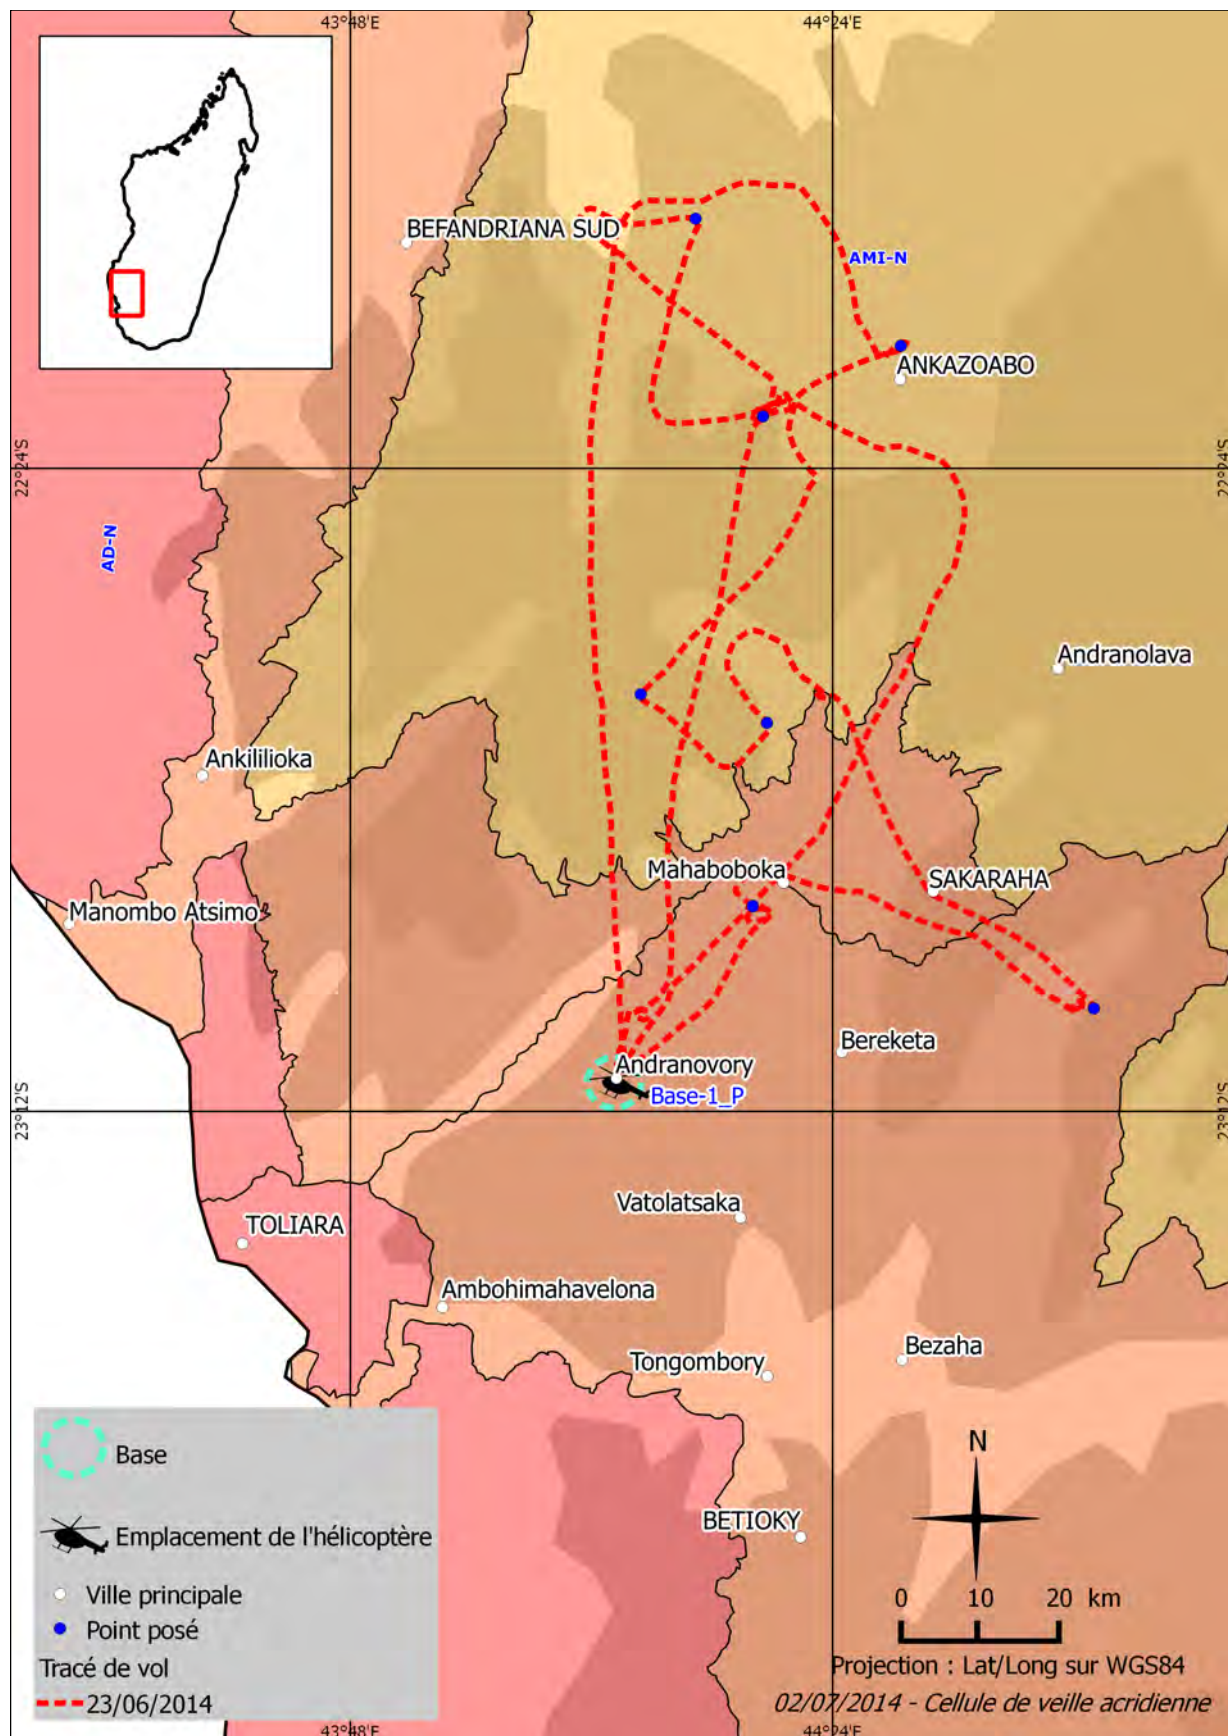 43°48'E
44°24'E
BEFANDRIANA SUD
AMI-N
ANKAZOABO
22°24'S
22°24'S
AD-N
Andranolava
Ankililioka
Mahaboboka
SAKARAHA
Manombo Atsimo
Bereketa
Andranovory
Base-1_P
23°12'S
23°12'S
Vatolatsaka
TOLIARA
Ambohimahavelona
Bezaha
Tongombory
Base
N
BETIOKY
Emplacement de l'hélicoptère
Ville principale
0 10 20 km
Point posé
Tracé de vol
Projection : Lat/Long sur WGS84
23/06/2014
02/07/2014 - Cellule de veille acridienne
43°48'E
44°24'E